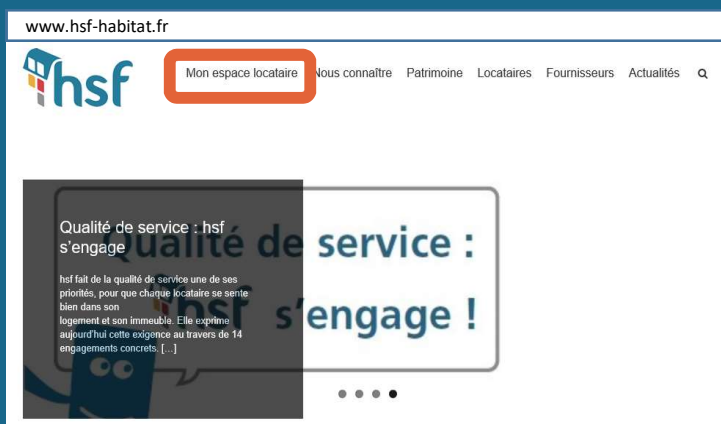 www.hsf-habitat.fr
hsf
Mon espace locataire Nous connaître Patrimoine Locataires Fournisseurs Actualités
Qualité de service : hsf
s'engage
hsf fait de la qualité de service une de ses
priorités, pour que chaque locataire se sente
bien dans son
logement et son immeuble. Elle exprime
aujourd'hui cette exigence au travers de 14
engagements concrets. [...]
Qualité de service :
hsf s'engage !